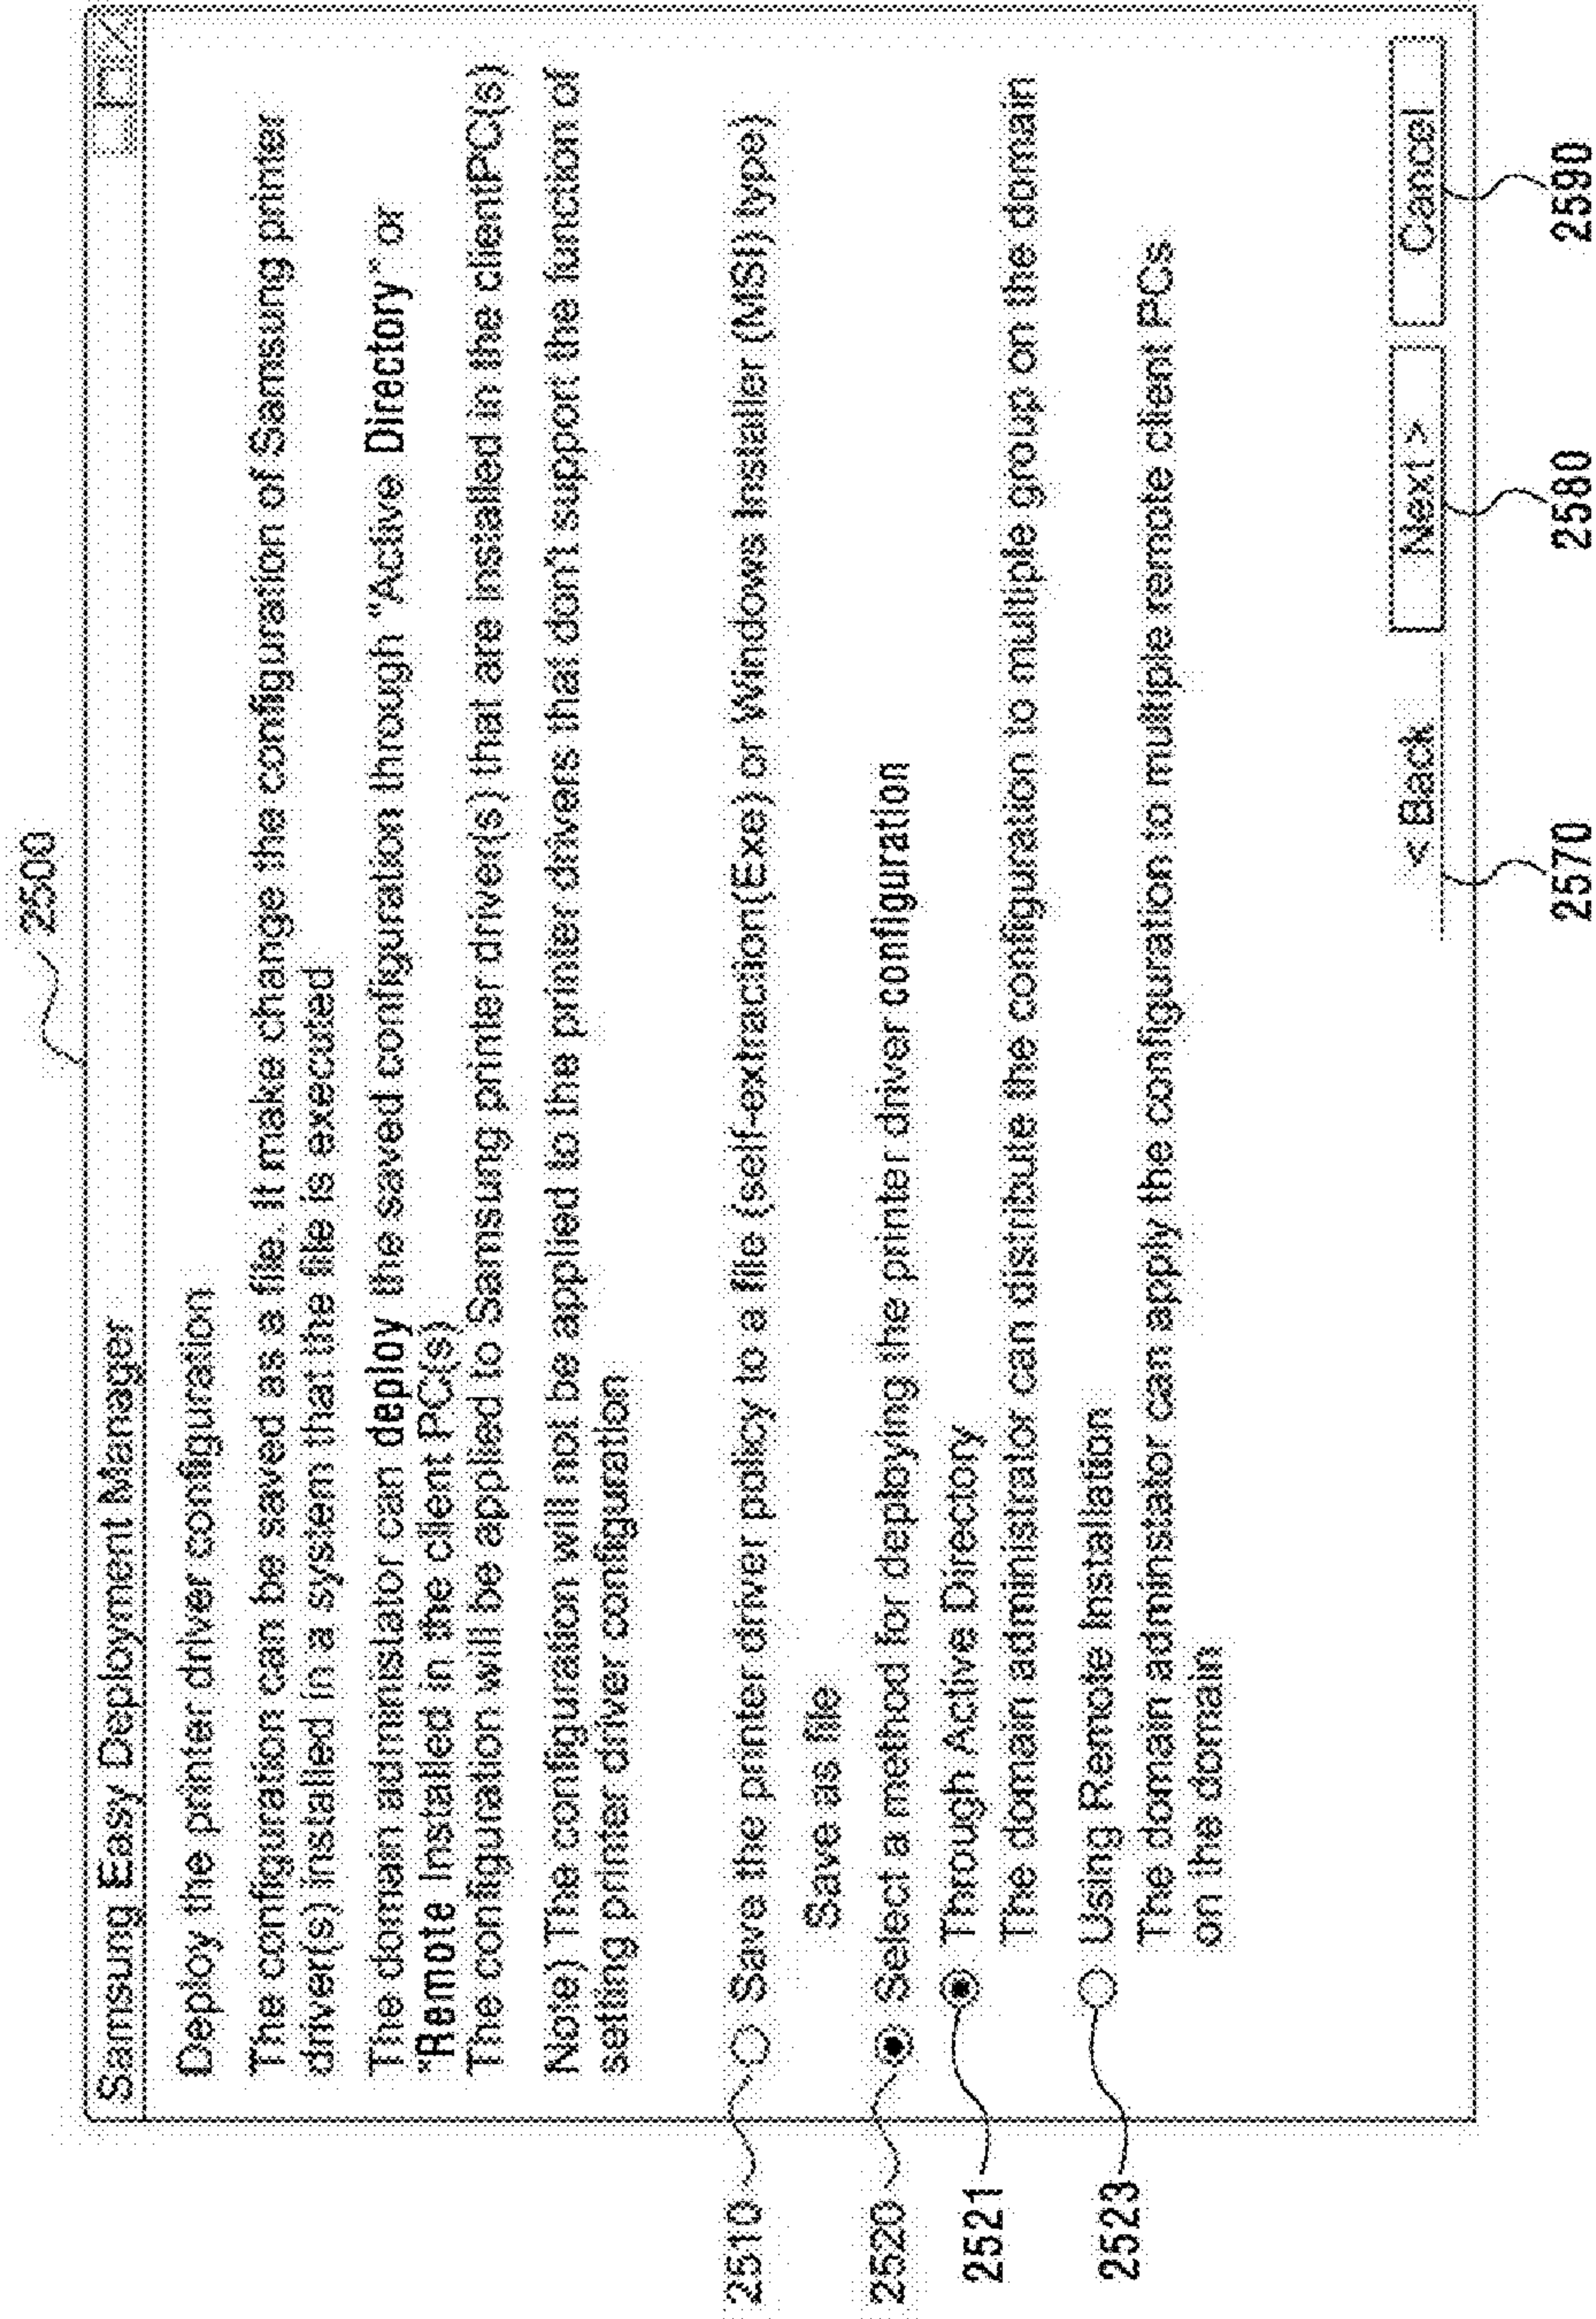 2500
Samsung Easy Deployment Manager
Deploy the printer driver configuration
The configuration can be saved as a file. It make change the configuration of Samsung printer
driver(s) installed in a system that the file is executed
The domain administator can deploy the saved configuration through "Active Directory" or
"Remote Installed in the client PC(s)
The configuration will be applied to Samsung printer driver(s) that are installed in the clientPC(s)
Note) The configuration will not be applied to the printer drivers that don't support the function of
setting printer driver configuration
2510 Save the printer driver policy to a file (self-extraction(Exe) or Windows Installer (MSI) type)
Save as file
2520 Select a method for deploying the printer driver configuration
2521 Through Active Directory
The domain administrator can distribute the configuration to multiple group on the domain
2523 Using Remote Installation
The domain adminstator can apply the configuration to multiple remote client PCs
on the domain
< Back Next > Cancel
2570 2580 2590